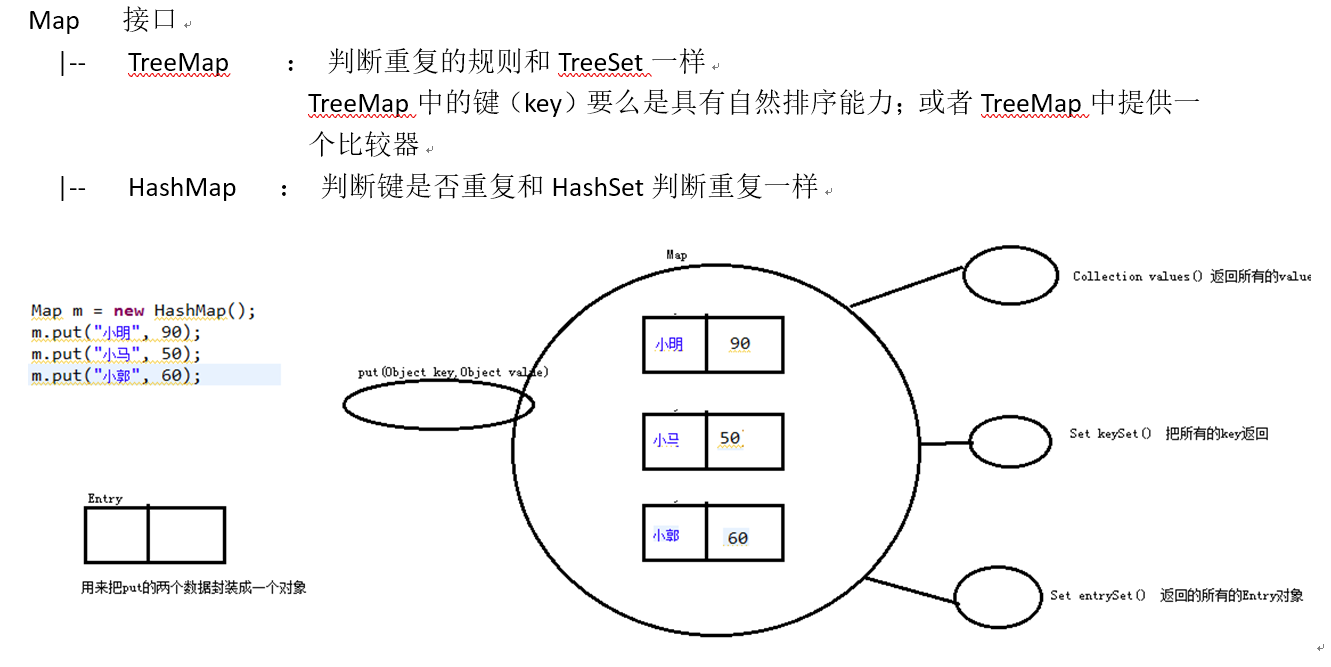 Map 接口
|-- TreeMap ： 判断重复的规则和 TreeSet 一样
TreeMap 中的键（key）要么是具有自然排序能力；或者 TreeMap 中提供一
个比较器
|-- HashMap ： 判断键是否重复和 HashSet 判断重复一样
Map
Collection values() 返回所有的value
Map m = new HashMap();
m.put("小明", 90);
m.put("小马", 50);
m.put("小郭", 60);
小明 90
put(Object key,Object value)
小马 50
Set keySet() 把所有的key返回
Entry
小郭 60
用来把put的两个数据封装成一个对象
Set entrySet() 返回的所有的Entry对象